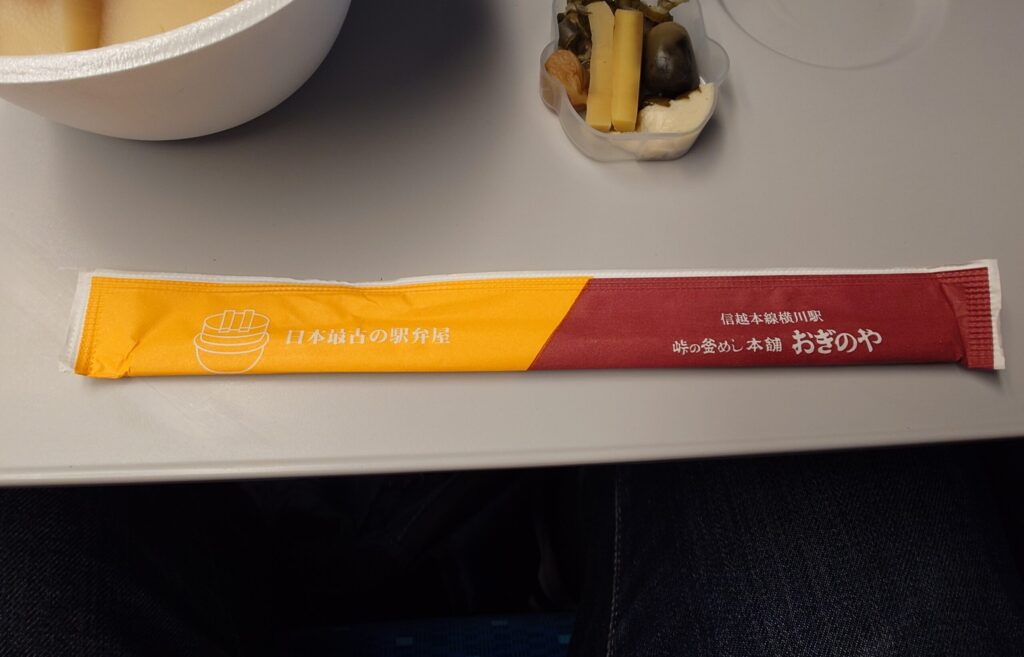 日本最古の駅弁屋
信越本線横川駅
峠の釜めし本舗 おぎのや